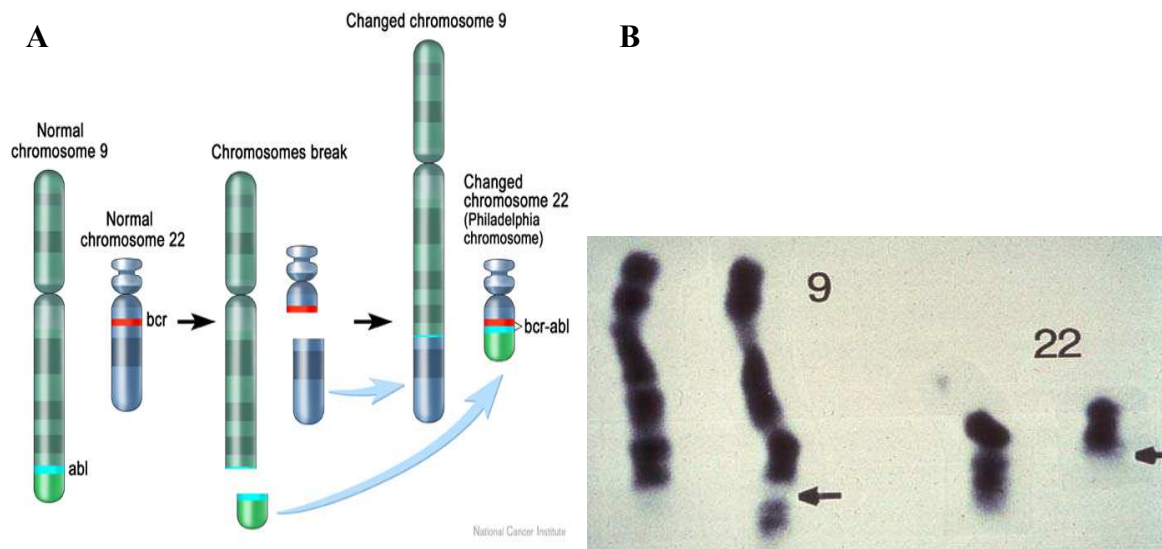 A
Changed chromosome 9
Normal
chromosome 9
Normal
chromosome 22
bcr
abl
Chromosomes break
Changed
chromosome 22
(Philadelphia
chromosome)
bcr-abl
National Cancer Institute
B
9
22